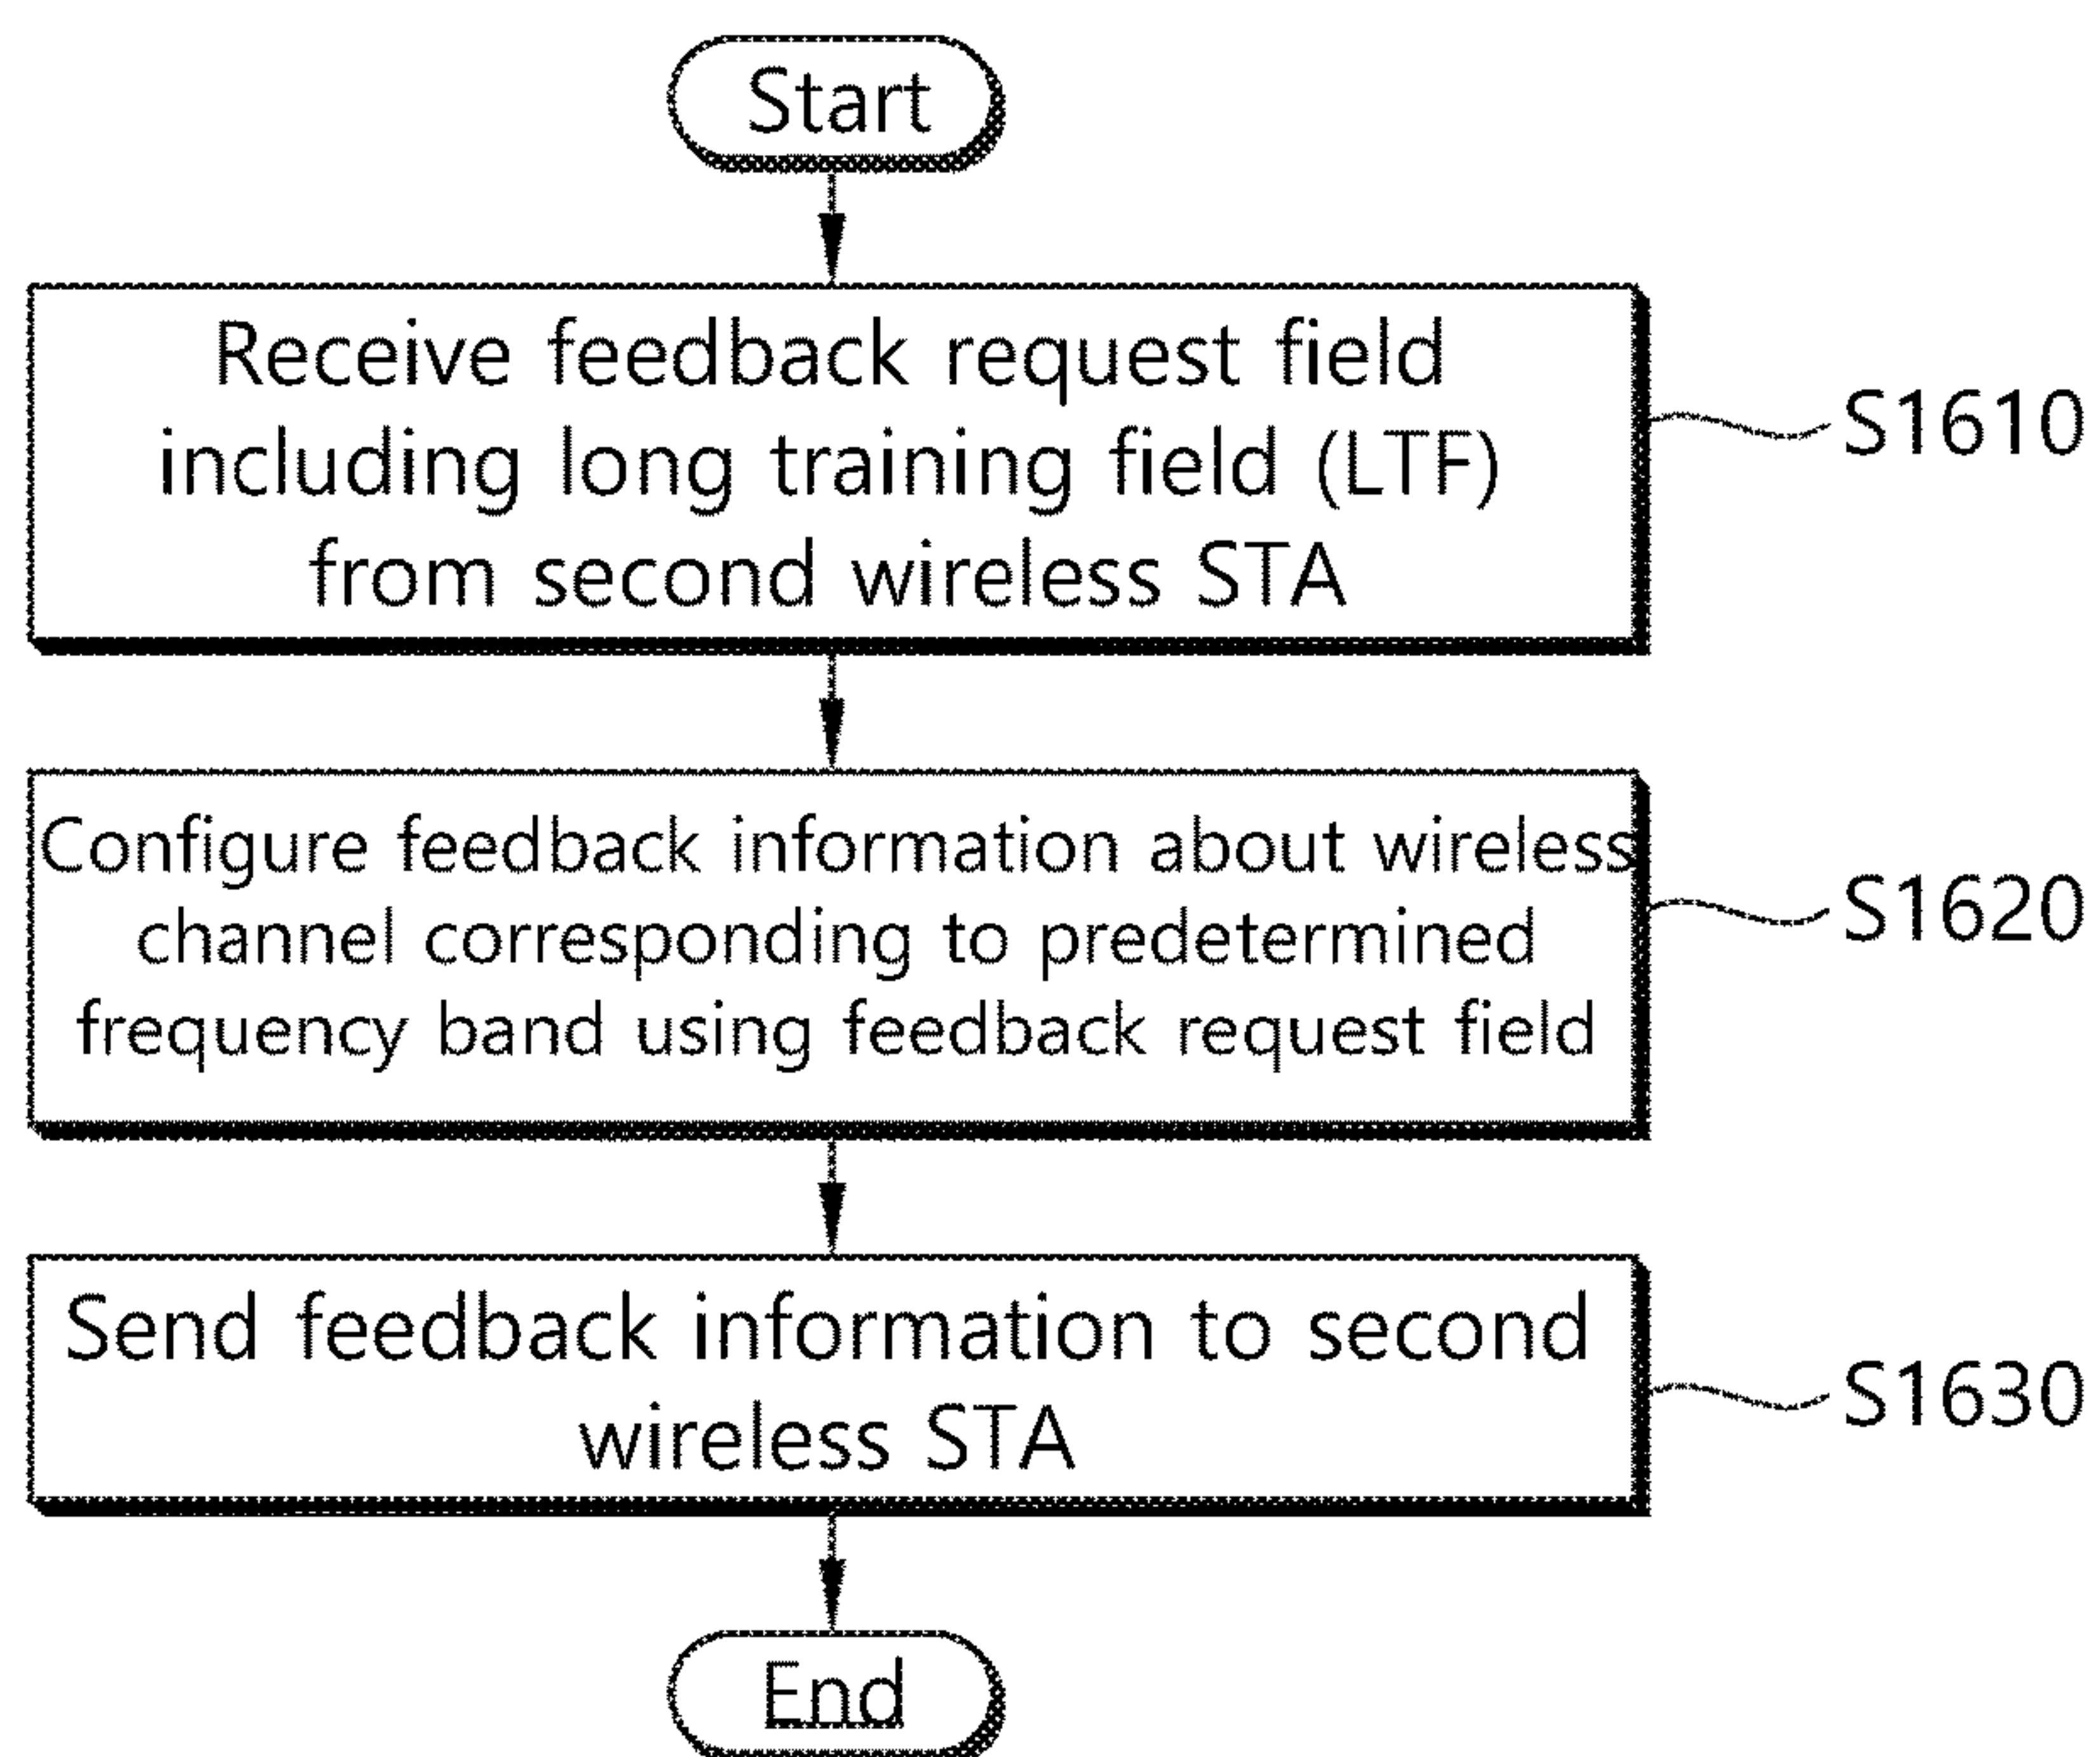 Start
Receive feedback request field
including long training field (LTF)
from second wireless STA
S1610
Configure feedback information about wireless
channel corresponding to predetermined
frequency band using feedback request field
S1620
Send feedback information to second
wireless STA
S1630
End